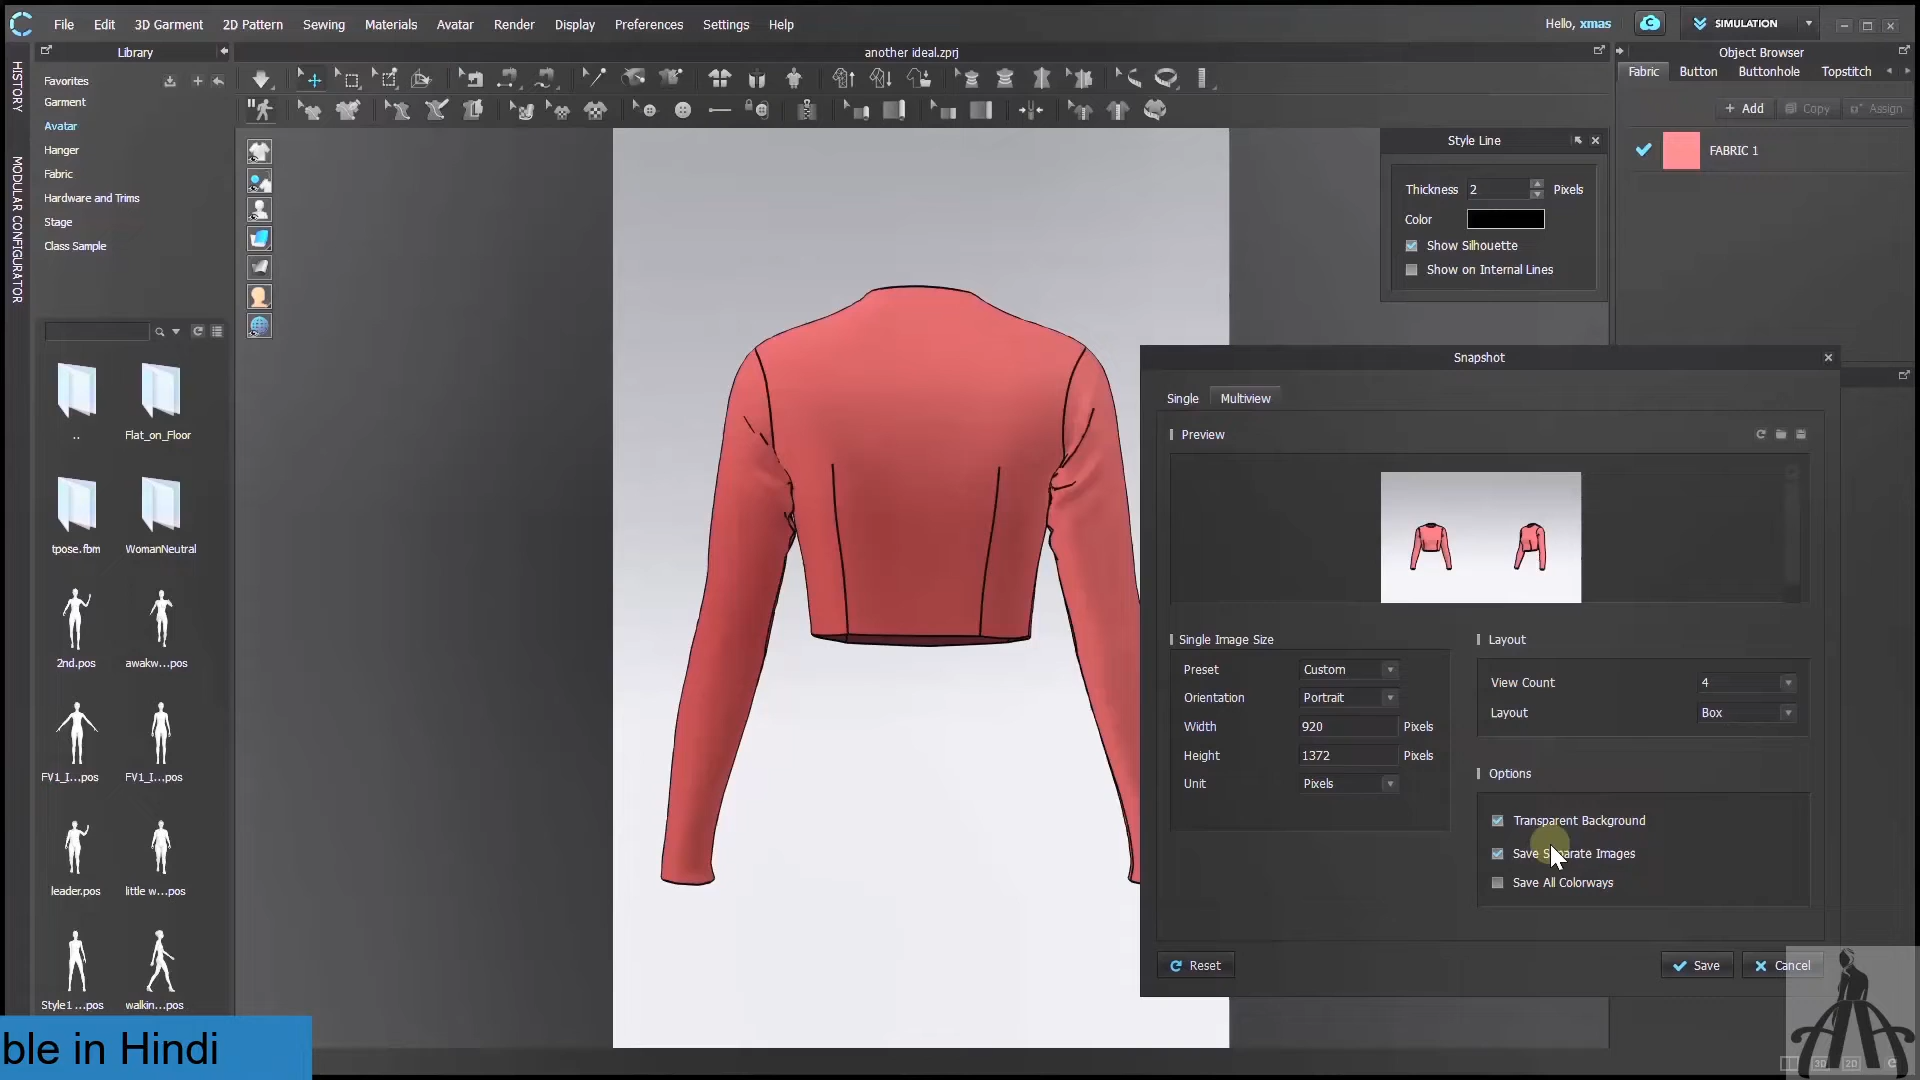 File Edit 3D Garment 2D Pattern Sewing Materials Avatar Render Display Preferences Settings Help
Hello, xmas
SIMULATION
Library
another ideal.zprj
Object Browser
HISTORY
MODULAR CONFIGURATOR
Favorites
Garment
Avatar
Hanger
Fabric
Hardware and Trims
Stage
Class Sample
Fabric Button Buttonhole Topstitch
+ Add Copy Assign
FABRIC 1
Style Line
Thickness 2 Pixels
Color
Show Silhouette
Show on Internal Lines
.. Flat_on_Floor
tpose.fbm WomanNeutral
2nd.pos awakw...pos
FV1_I...pos FV1_I...pos
leader.pos little w...pos
Style1 ...pos walkin...pos
Snapshot
Single Multiview
Preview
Single Image Size
Preset Custom
Orientation Portrait
Width 920 Pixels
Height 1372 Pixels
Unit Pixels
Layout
View Count 4
Layout Box
Options
Transparent Background
Save Separate Images
Save All Colorways
Reset
Save
Cancel
ble in Hindi
3D 2D